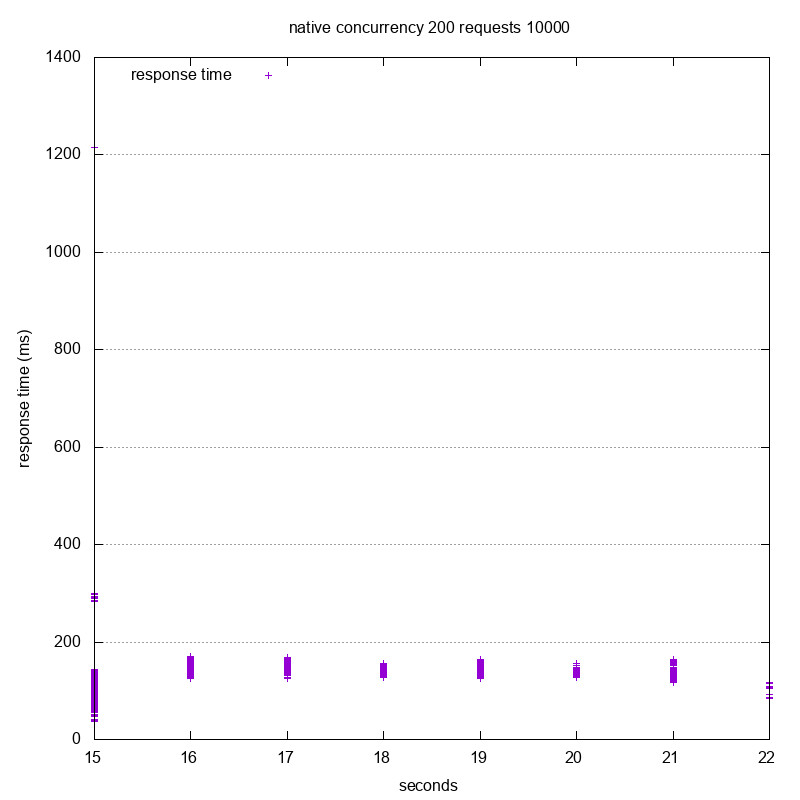 native concurrency 200 requests 10000
1400
response time
1200
1000
800
response time (ms)
600
400
200
0
15 16 17 18 19 20 21 22
seconds